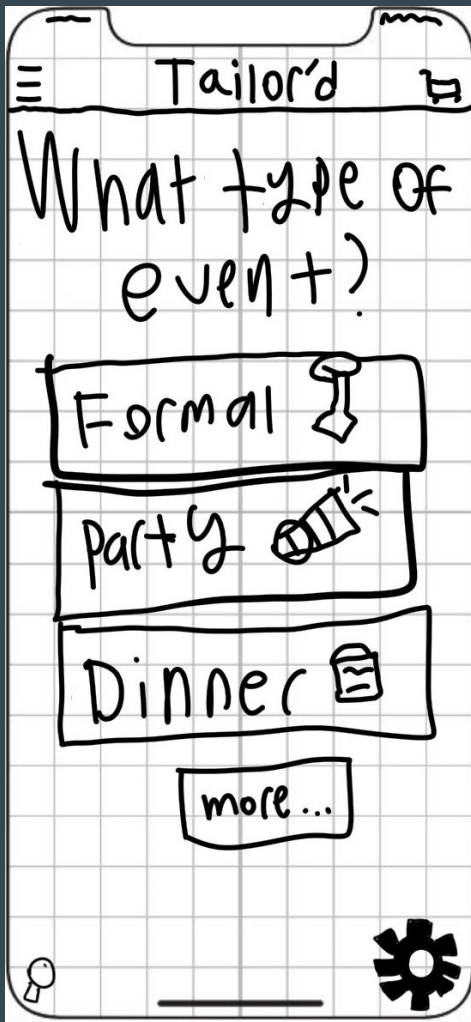 Tailor'd
What type of
event?
Formal
Party
Dinner
more...